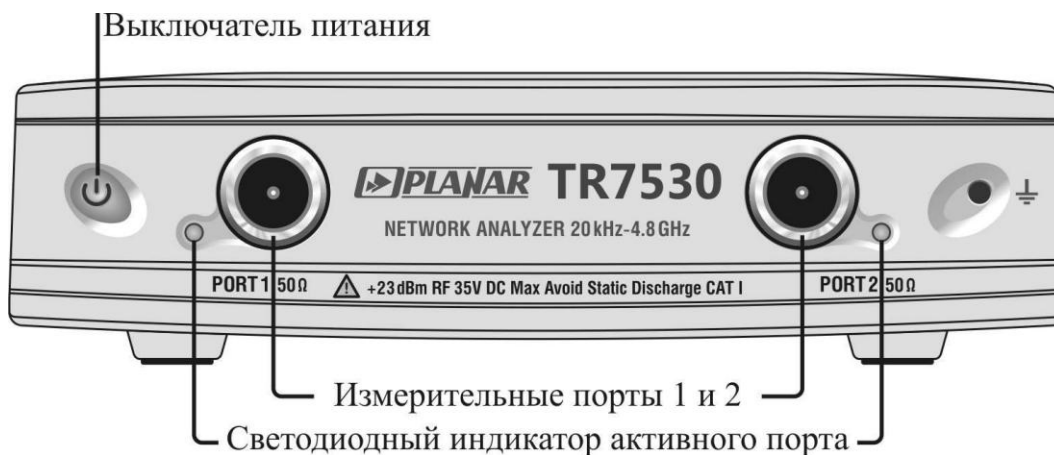 Выключатель питания
PLANAR TR7530
NETWORK ANALYZER 20 kHz-4.8 GHz
PORT 1 50 Ω ⚠ +23 dBm RF 35V DC Max Avoid Static Discharge CAT I PORT 2 50 Ω
Измерительные порты 1 и 2
Светодиодный индикатор активного порта